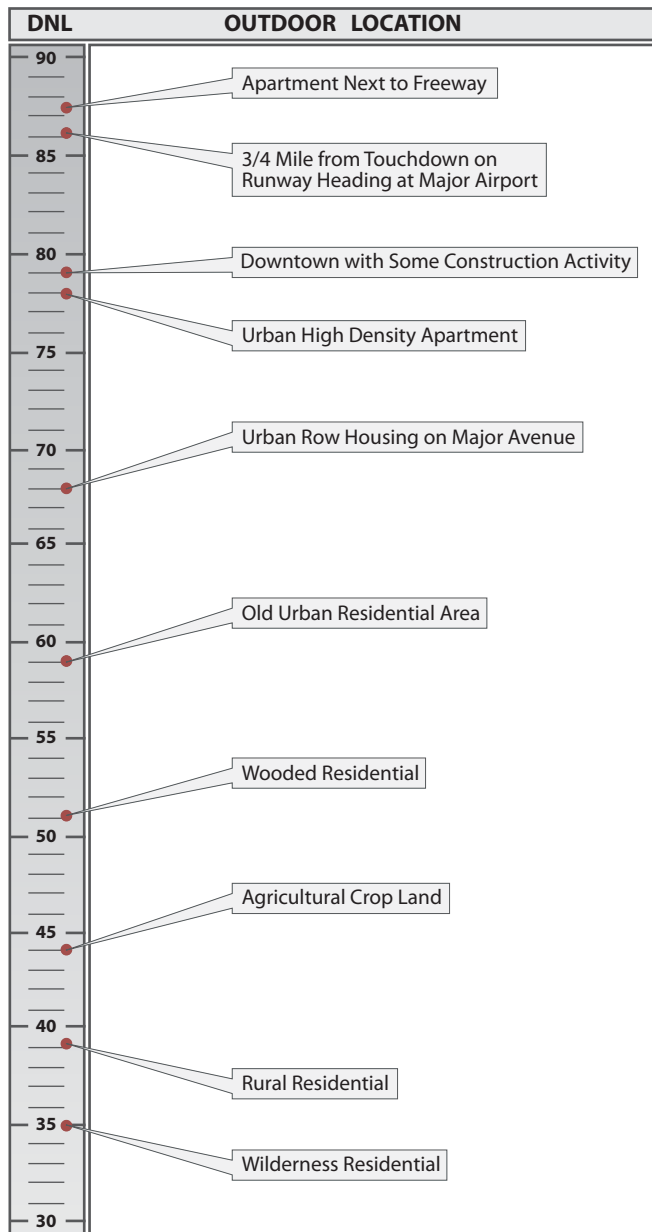 DNL OUTDOOR LOCATION
90
Apartment Next to Freeway
85
3/4 Mile from Touchdown on
Runway Heading at Major Airport
80
Downtown with Some Construction Activity
Urban High Density Apartment
75
Urban Row Housing on Major Avenue
70
65
Old Urban Residential Area
60
55
Wooded Residential
50
Agricultural Crop Land
45
40
Rural Residential
35
Wilderness Residential
30